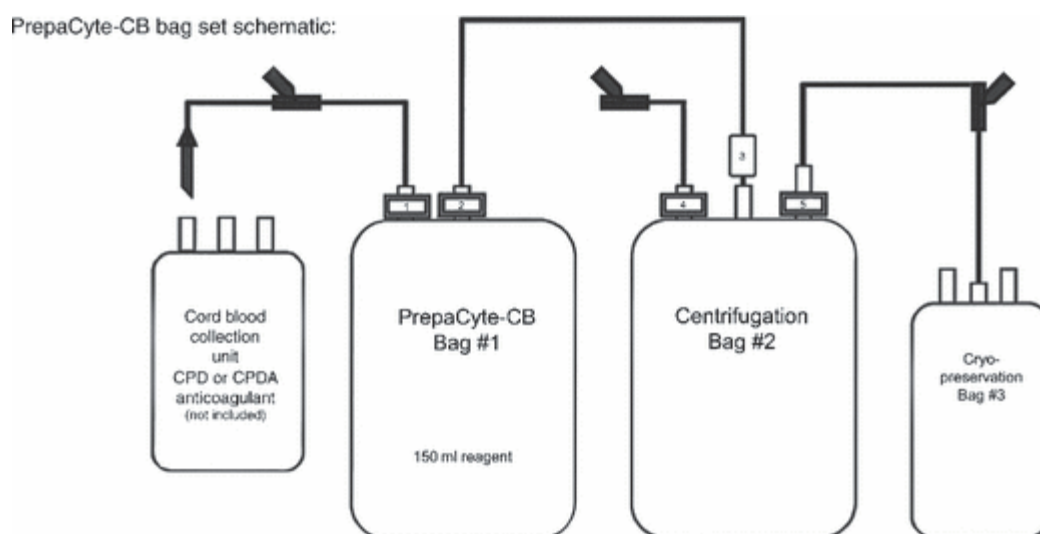 PrepaCyte-CB bag set schematic:
3
1
2
4
5
Cord blood
collection
unit
CPD or CPDA
anticoagulant
(not included)
PrepaCyte-CB
Bag #1
150 ml reagent
Centrifugation
Bag #2
Cryo-
preservation
Bag #3